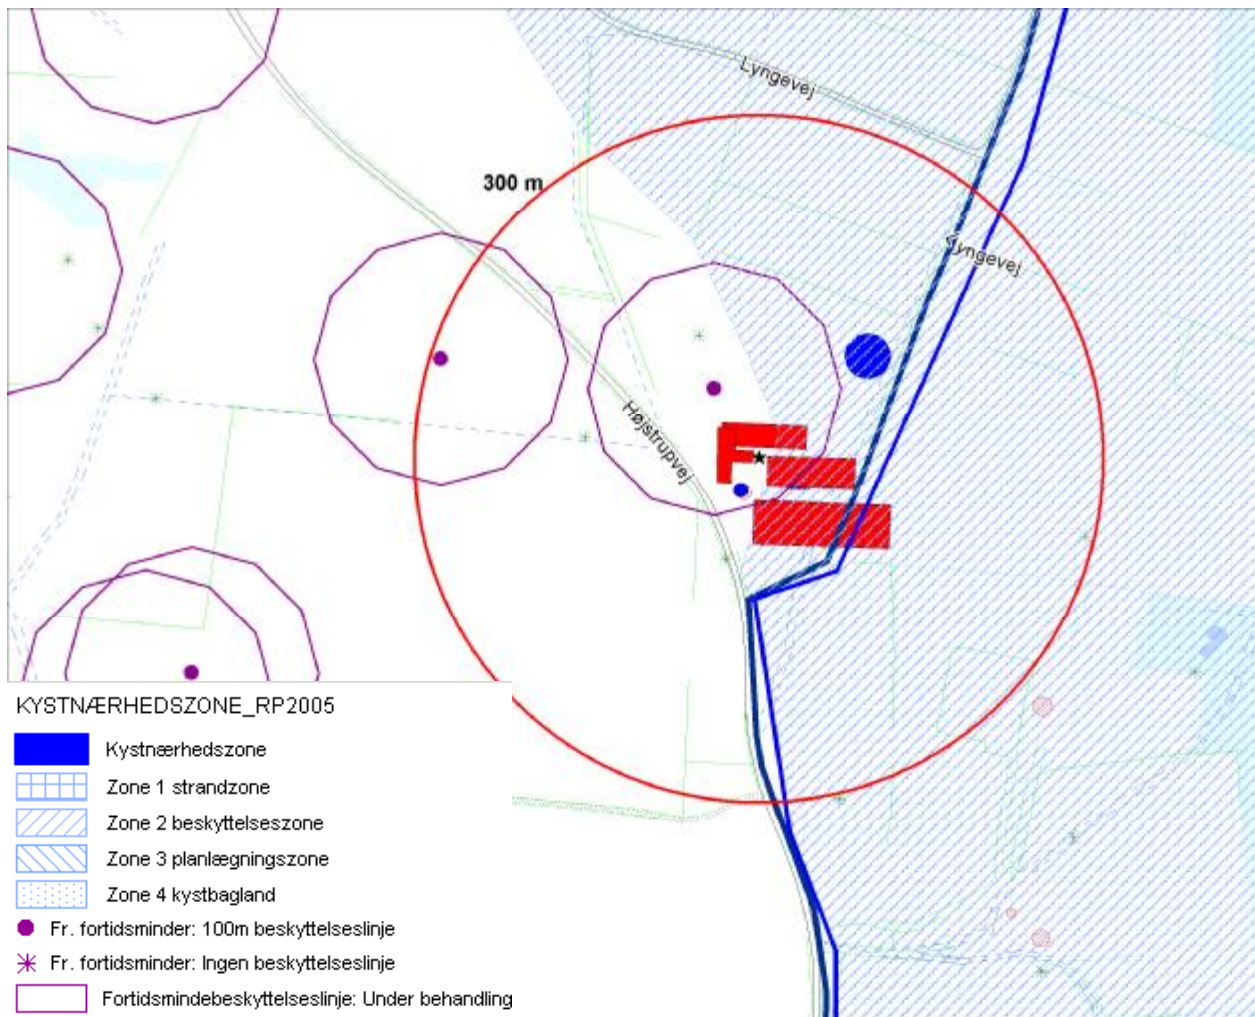 Lyngevej
300 m
Lyngevej
Højstrupvej
KYSTNÆRHEDSZONE_RP2005
Kystnærhedszone
Zone 1 strandzone
Zone 2 beskyttelseszone
Zone 3 planlægningszone
Zone 4 kystbagland
Fr. fortidsminder: 100m beskyttelseslinje
Fr. fortidsminder: Ingen beskyttelseslinje
Fortidsmindebeskyttelseslinje: Under behandling